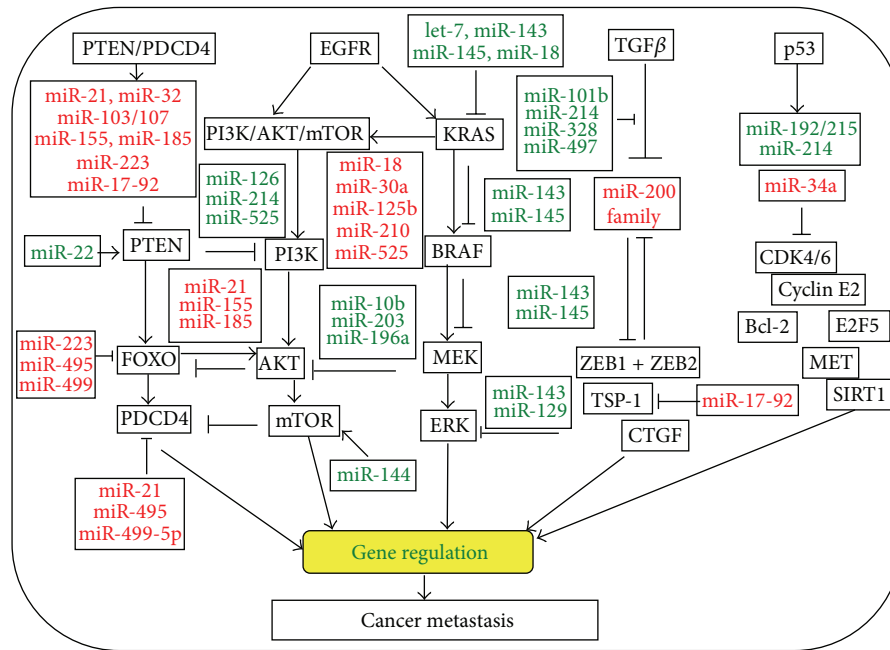 PTEN/PDCD4
EGFR
let-7, miR-143
miR-145, miR-18
TGFβ
p53
miR-21, miR-32
miR-103/107
miR-155, miR-185
miR-223
miR-17-92
PI3K/AKT/mTOR
KRAS
miR-101b
miR-214
miR-328
miR-497
miR-192/215
miR-214
miR-126
miR-214
miR-525
miR-18
miR-30a
miR-125b
miR-210
miR-525
miR-143
miR-145
miR-200
family
miR-34a
miR-22
PTEN
PI3K
BRAF
CDK4/6
Cyclin E2
Bcl-2
E2F5
MET
SIRT1
miR-21
miR-155
miR-185
miR-10b
miR-203
miR-196a
miR-143
miR-145
miR-223
miR-495
miR-499
FOXO
AKT
MEK
ZEB1 + ZEB2
PDCD4
mTOR
ERK
miR-143
miR-129
TSP-1
miR-17-92
CTGF
miR-144
miR-21
miR-495
miR-499-5p
Gene regulation
Cancer metastasis